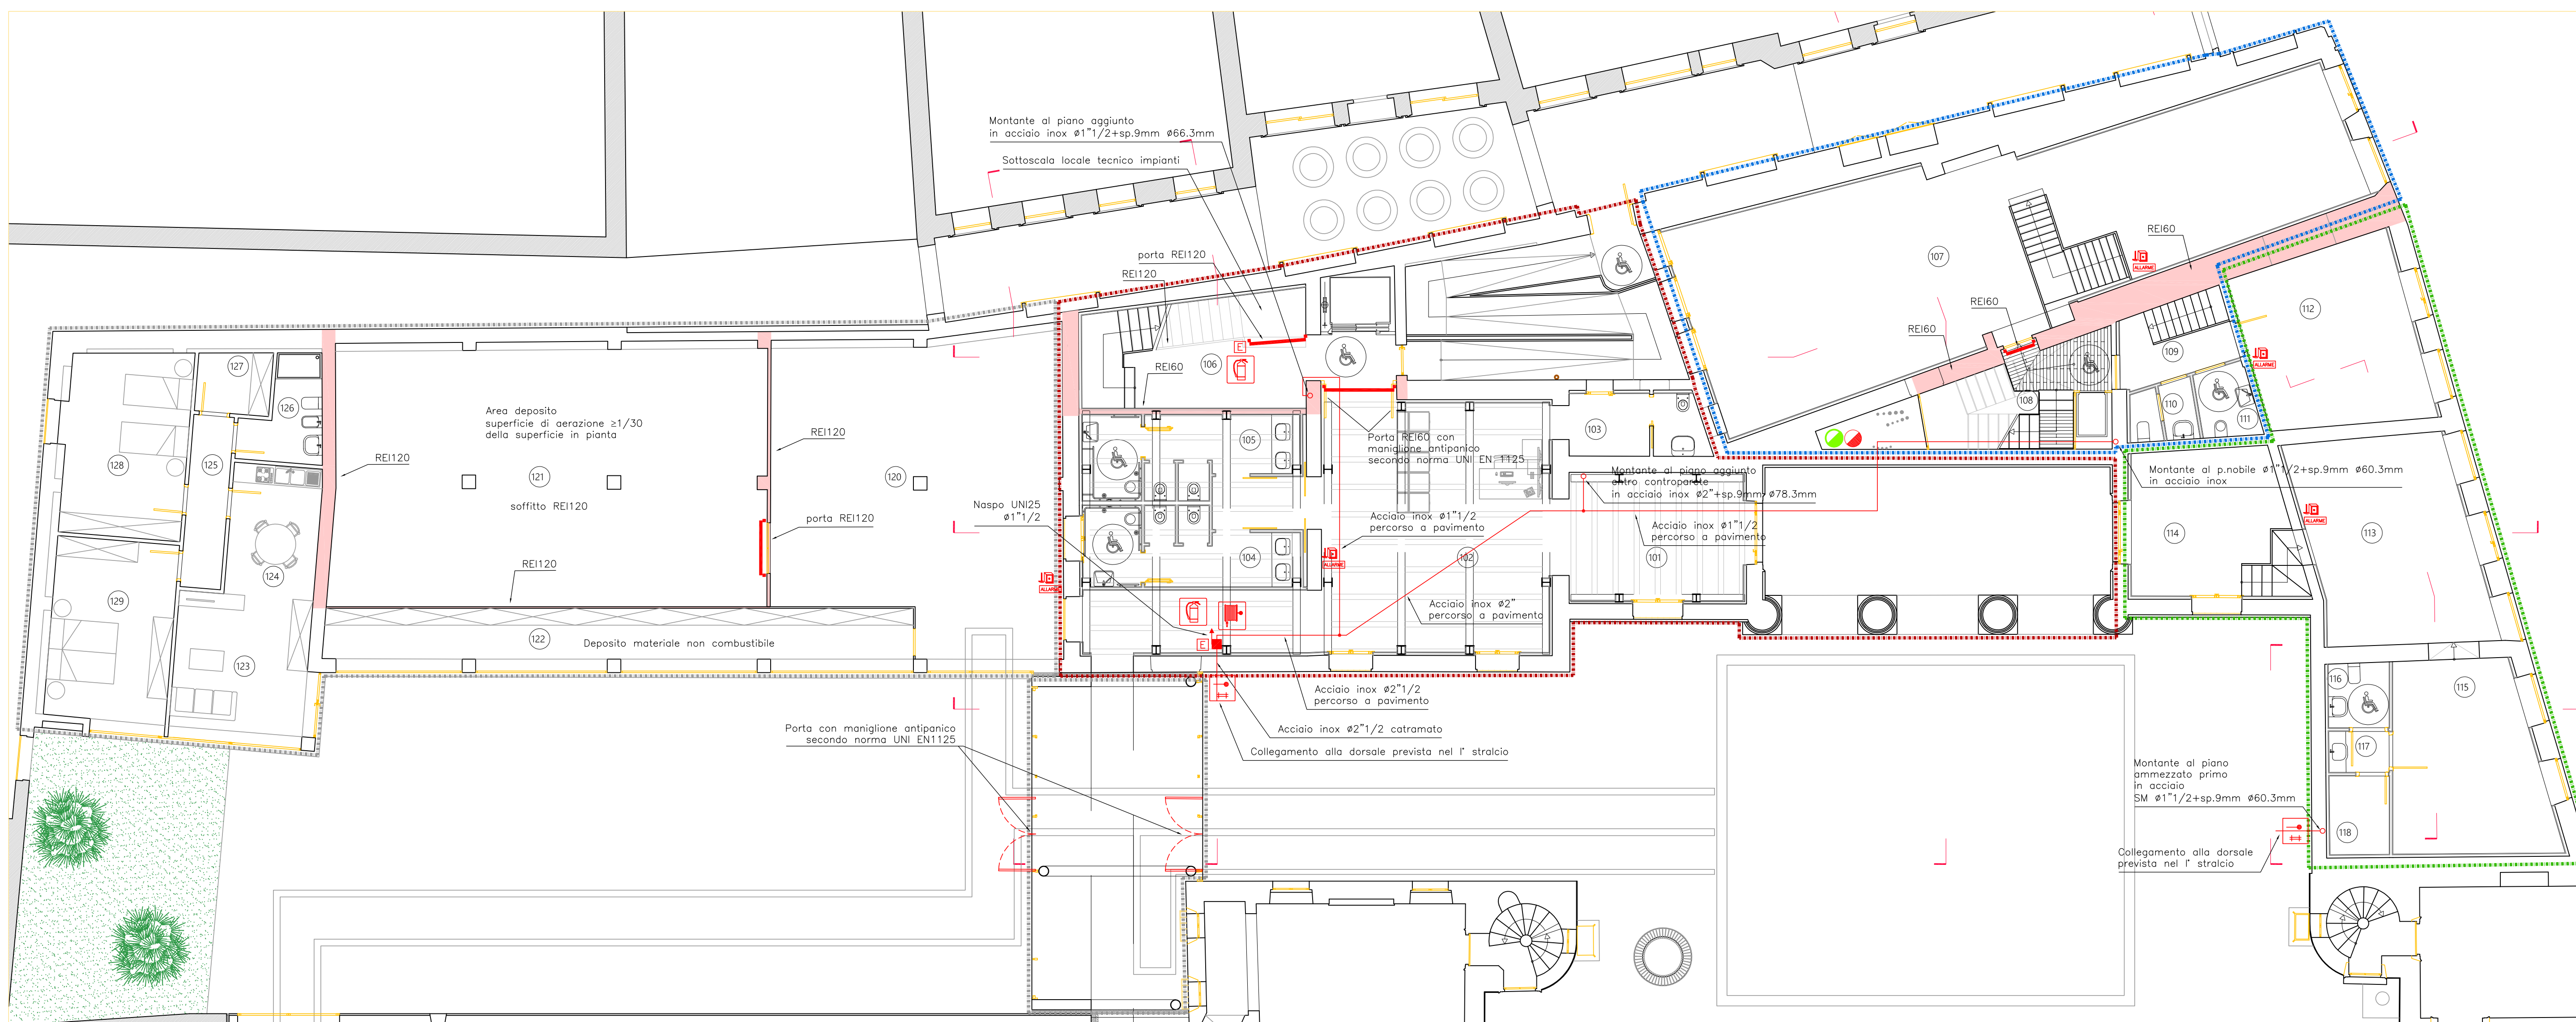 Montante al piano aggiunto
in acciaio inox ø1"1/2+sp.9mm ø66.3mm
Sottoscala locale tecnico impianti
porta REI120
REI120
REI60
106
E
107
REI60
REI60
REI60
ALLARME
112
109
ALLARME
110
111
108
127
126
128
125
REI120
Area deposito
superficie di aerazione ≥1/30
della superficie in pianta
121
soffitto REI120
REI120
120
porta REI120
REI120
Naspo UNI25
ø1"1/2
105
104
103
Porta REI60 con
maniglione antipanico
secondo norma UNI EN 1125
Montante al piano aggiunto
entro controparete
in acciaio inox ø2"+sp.9mm ø78.3mm
Acciaio inox ø1"1/2
percorso a pavimento
Acciaio inox ø1"1/2
percorso a pavimento
102
101
ALLARME
ALLARME
Acciaio inox ø2"
percorso a pavimento
Montante al p.nobile ø1"1/2+sp.9mm ø60.3mm
in acciaio inox
ALLARME
114
113
124
129
123
122
Deposito materiale non combustibile
E
Acciaio inox ø2"1/2
percorso a pavimento
Acciaio inox ø2"1/2 catramato
Collegamento alla dorsale prevista nel I° stralcio
Porta con maniglione antipanico
secondo norma UNI EN1125
116
115
117
118
Montante al piano
ammezzato primo
in acciaio
SM ø1"1/2+sp.9mm ø60.3mm
Collegamento alla dorsale
prevista nel I° stralcio